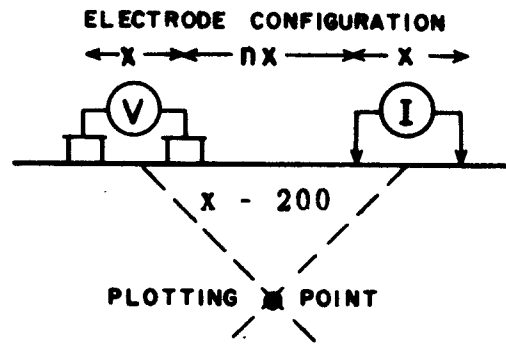 ELECTRODE CONFIGURATION
x nx x
V I
x - 200
PLOTTING POINT